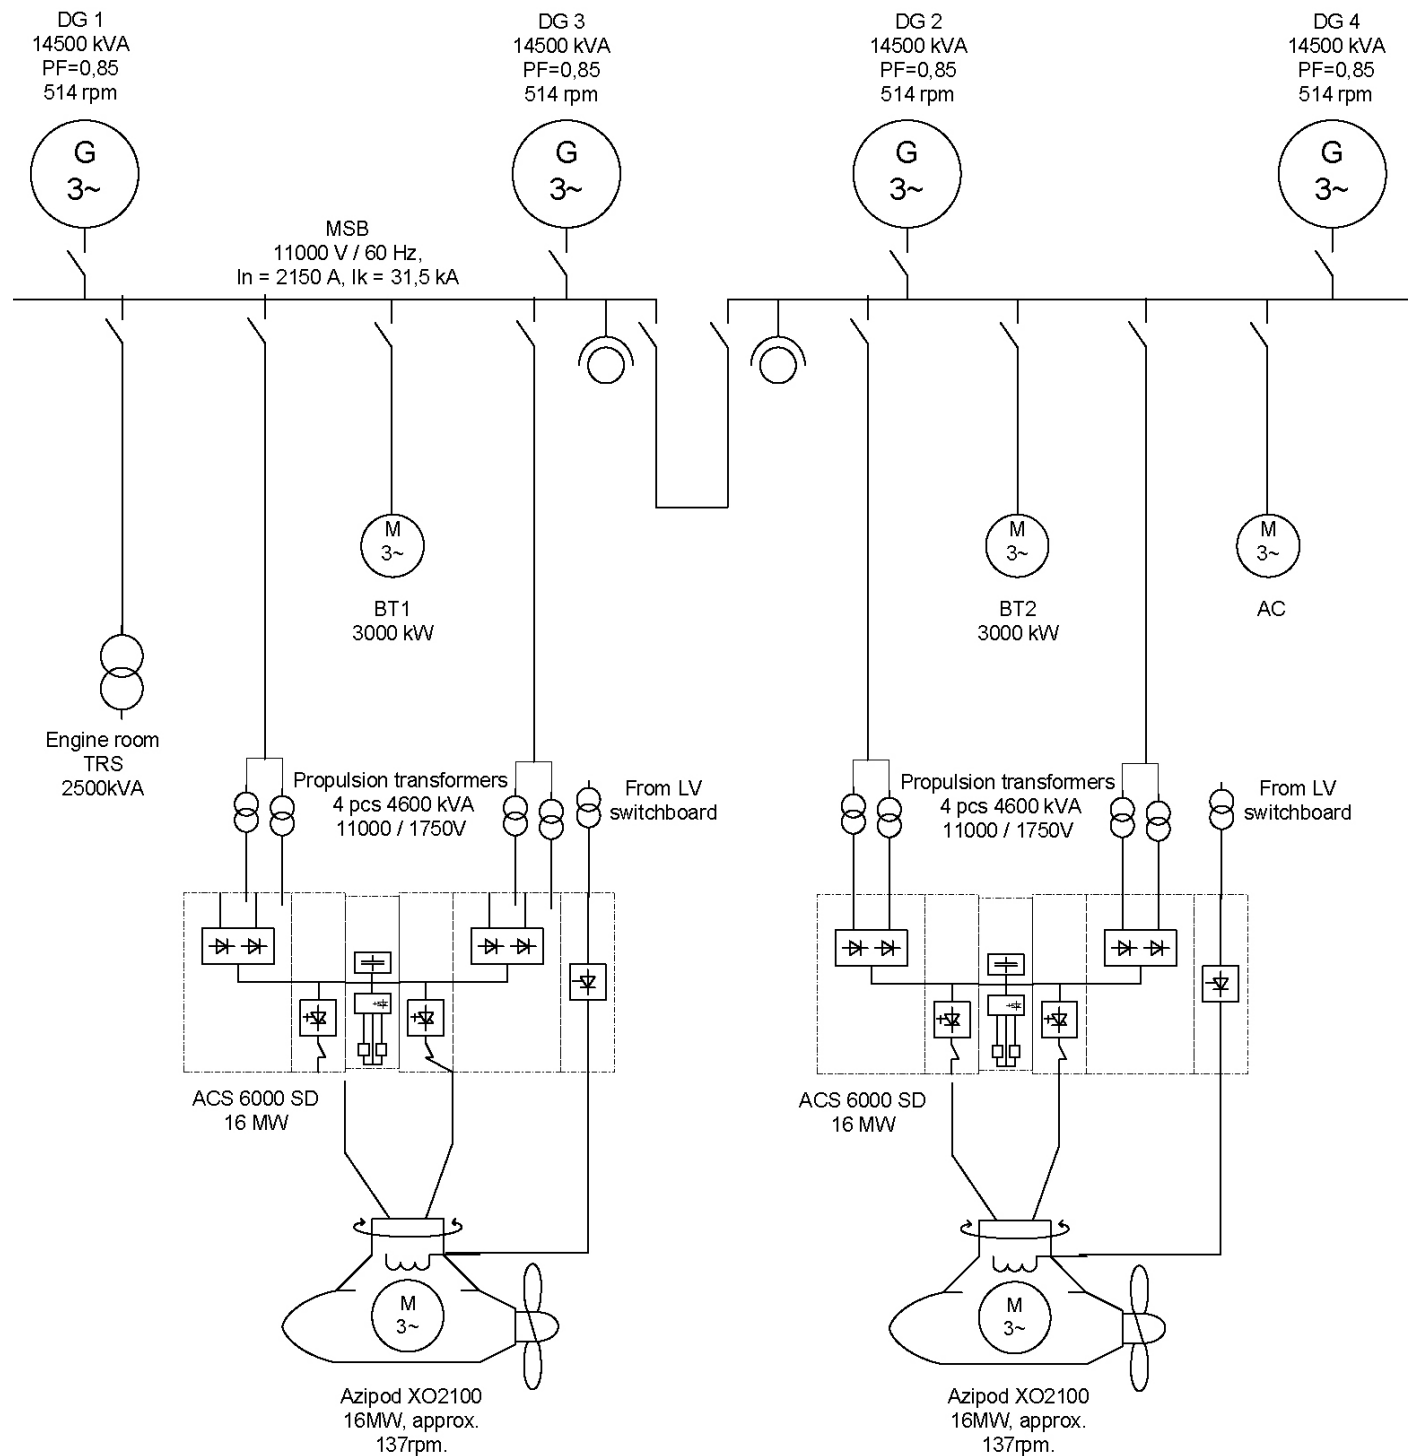 DG 1
14500 kVA
PF=0,85
514 rpm
DG 3
14500 kVA
PF=0,85
514 rpm
DG 2
14500 kVA
PF=0,85
514 rpm
DG 4
14500 kVA
PF=0,85
514 rpm
G
3~
G
3~
G
3~
G
3~
MSB
11000 V / 60 Hz,
In = 2150 A, Ik = 31,5 kA
M
3~
BT1
3000 kW
M
3~
BT2
3000 kW
M
3~
AC
Engine room
TRS
2500kVA
Propulsion transformers
4 pcs 4600 kVA
11000 / 1750V
From LV
switchboard
Propulsion transformers
4 pcs 4600 kVA
11000 / 1750V
From LV
switchboard
ACS 6000 SD
16 MW
ACS 6000 SD
16 MW
M
3~
M
3~
Azipod XO2100
16MW, approx.
137rpm.
Azipod XO2100
16MW, approx.
137rpm.